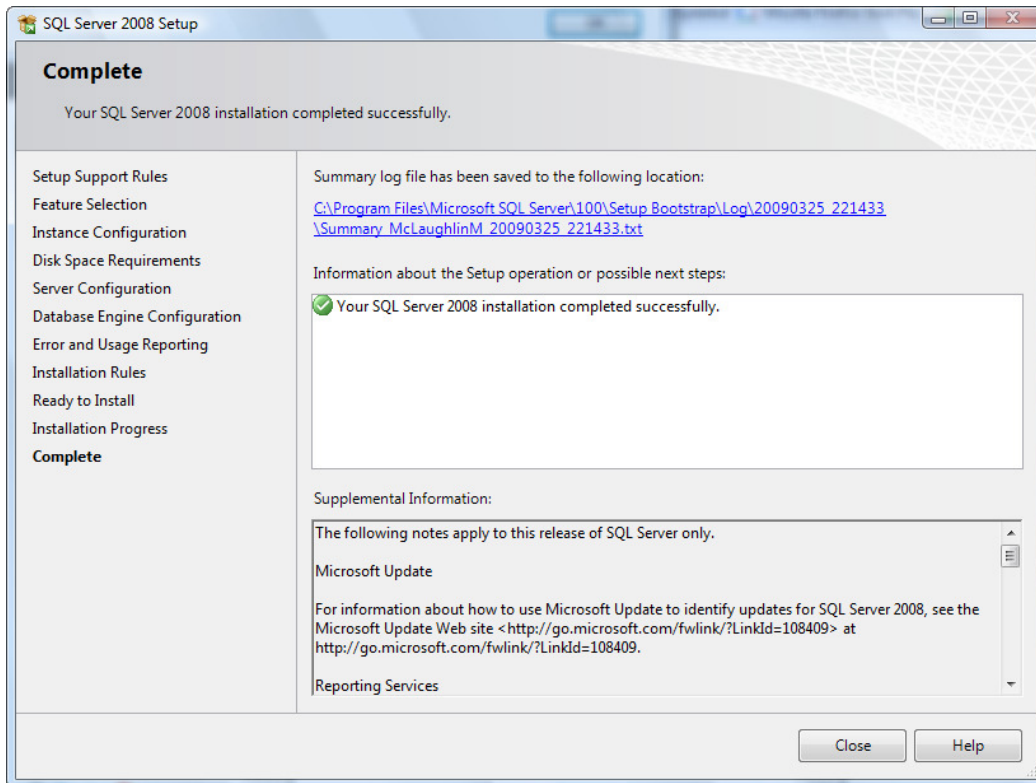 SQL Server 2008 Setup
Complete
Your SQL Server 2008 installation completed successfully.
Setup Support Rules
Feature Selection
Instance Configuration
Disk Space Requirements
Server Configuration
Database Engine Configuration
Error and Usage Reporting
Installation Rules
Ready to Install
Installation Progress
Complete
Summary log file has been saved to the following location:
C:\Program Files\Microsoft SQL Server\100\Setup Bootstrap\Log\20090325_221433
\Summary_McLaughlinM_20090325_221433.txt
Information about the Setup operation or possible next steps:
Your SQL Server 2008 installation completed successfully.
Supplemental Information:
The following notes apply to this release of SQL Server only.
Microsoft Update
For information about how to use Microsoft Update to identify updates for SQL Server 2008, see the
Microsoft Update Web site <http://go.microsoft.com/fwlink/?LinkId=108409> at
http://go.microsoft.com/fwlink/?LinkId=108409.
Reporting Services
Close
Help